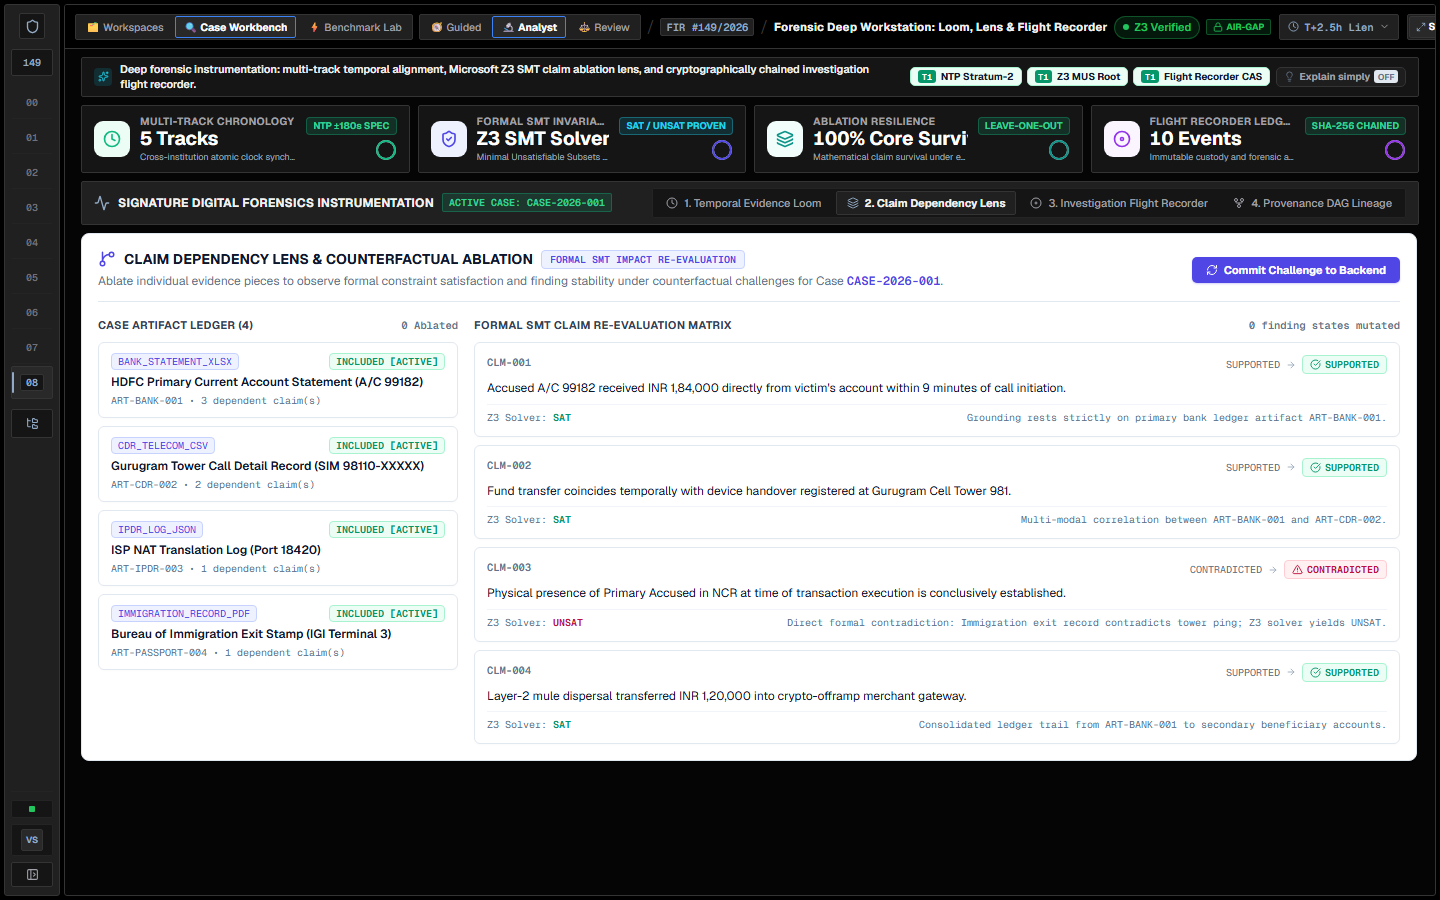 Workspaces
Case Workbench
Benchmark Lab
Guided
Analyst
Review
/
FIR #149/2026
/
Forensic Deep Workstation: Loom, Lens & Flight Recorder
Z3 Verified
AIR-GAP
T+2.5h Lien
S
149
00
01
02
03
04
05
06
07
08
VS
Deep forensic instrumentation: multi-track temporal alignment, Microsoft Z3 SMT claim ablation lens, and cryptographically chained investigation
flight recorder.
T1 NTP Stratum-2
T1 Z3 MUS Root
T1 Flight Recorder CAS
Explain simply OFF
MULTI-TRACK CHRONOLOGY
5 Tracks
Cross-institution atomic clock synch...
NTP ±180s SPEC
FORMAL SMT INVARIA...
Z3 SMT Solver
Minimal Unsatisfiable Subsets ...
SAT / UNSAT PROVEN
ABLATION RESILIENCE
100% Core Survi
Mathematical claim survival under e...
LEAVE-ONE-OUT
FLIGHT RECORDER LEDG...
10 Events
Immutable custody and forensic a...
SHA-256 CHAINED
SIGNATURE DIGITAL FORENSICS INSTRUMENTATION
ACTIVE CASE: CASE-2026-001
1. Temporal Evidence Loom
2. Claim Dependency Lens
3. Investigation Flight Recorder
4. Provenance DAG Lineage
CLAIM DEPENDENCY LENS & COUNTERFACTUAL ABLATION
FORMAL SMT IMPACT RE-EVALUATION
Ablate individual evidence pieces to observe formal constraint satisfaction and finding stability under counterfactual challenges for Case CASE-2026-001.
Commit Challenge to Backend
CASE ARTIFACT LEDGER (4)
0 Ablated
BANK_STATEMENT_XLSX
INCLUDED [ACTIVE]
HDFC Primary Current Account Statement (A/C 99182)
ART-BANK-001 • 3 dependent claim(s)
CDR_TELECOM_CSV
INCLUDED [ACTIVE]
Gurugram Tower Call Detail Record (SIM 98110-XXXXX)
ART-CDR-002 • 2 dependent claim(s)
IPDR_LOG_JSON
INCLUDED [ACTIVE]
ISP NAT Translation Log (Port 18420)
ART-IPDR-003 • 1 dependent claim(s)
IMMIGRATION_RECORD_PDF
INCLUDED [ACTIVE]
Bureau of Immigration Exit Stamp (IGI Terminal 3)
ART-PASSPORT-004 • 1 dependent claim(s)
FORMAL SMT CLAIM RE-EVALUATION MATRIX
0 finding states mutated
CLM-001
SUPPORTED → SUPPORTED
Accused A/C 99182 received INR 1,84,000 directly from victim's account within 9 minutes of call initiation.
Z3 Solver: SAT
Grounding rests strictly on primary bank ledger artifact ART-BANK-001.
CLM-002
SUPPORTED → SUPPORTED
Fund transfer coincides temporally with device handover registered at Gurugram Cell Tower 981.
Z3 Solver: SAT
Multi-modal correlation between ART-BANK-001 and ART-CDR-002.
CLM-003
CONTRADICTED → CONTRADICTED
Physical presence of Primary Accused in NCR at time of transaction execution is conclusively established.
Z3 Solver: UNSAT
Direct formal contradiction: Immigration exit record contradicts tower ping; Z3 solver yields UNSAT.
CLM-004
SUPPORTED → SUPPORTED
Layer-2 mule dispersal transferred INR 1,20,000 into crypto-offramp merchant gateway.
Z3 Solver: SAT
Consolidated ledger trail from ART-BANK-001 to secondary beneficiary accounts.